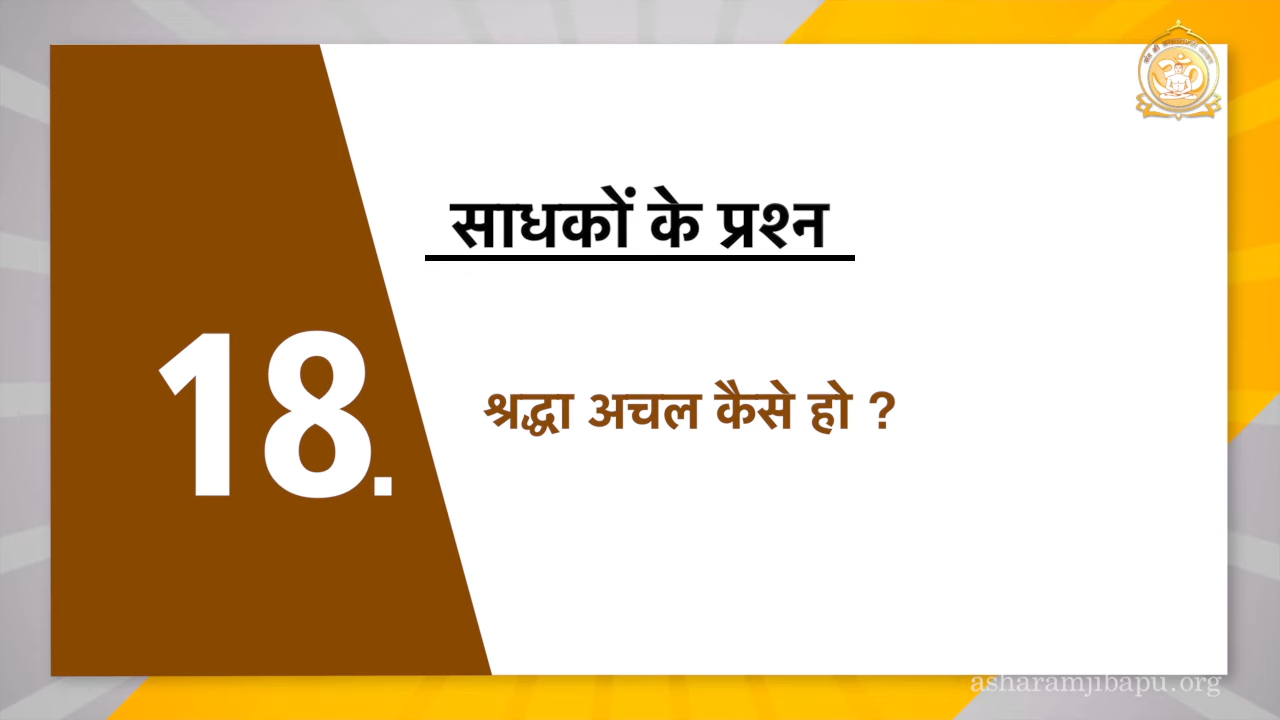 साधकों के प्रश्न
18.
श्रद्धा अचल कैसे हो ?
asharamjibapu.org